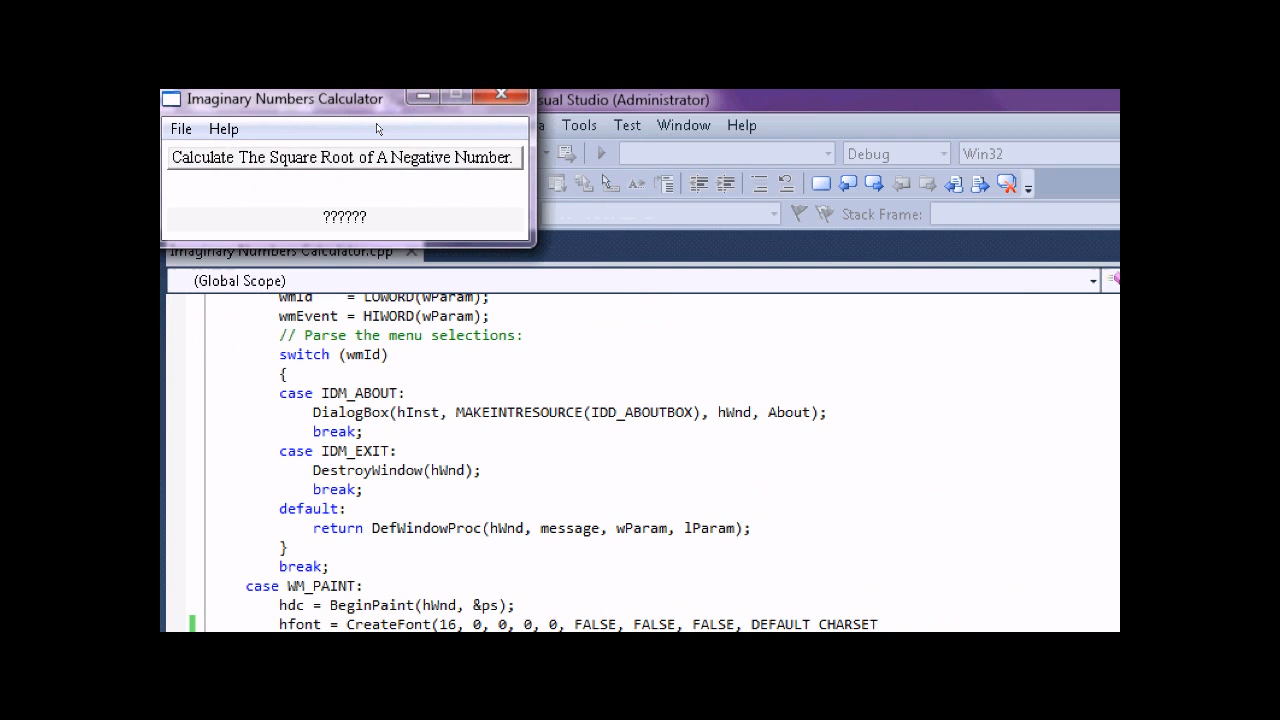 Imaginary Numbers Calculator
sual Studio (Administrator)
File Help
a Tools Test Window Help
Calculate The Square Root of A Negative Number.
Debug Win32
??????
Stack Frame:
Imaginary Numbers Calculator.cpp
(Global Scope)
wmId = LOWORD(wParam);
wmEvent = HIWORD(wParam);
// Parse the menu selections:
switch (wmId)
{
case IDM_ABOUT:
DialogBox(hInst, MAKEINTRESOURCE(IDD_ABOUTBOX), hWnd, About);
break;
case IDM_EXIT:
DestroyWindow(hWnd);
break;
default:
return DefWindowProc(hWnd, message, wParam, lParam);
}
break;
case WM_PAINT:
hdc = BeginPaint(hWnd, &ps);
hfont = CreateFont(16, 0, 0, 0, 0, FALSE, FALSE, FALSE, DEFAULT_CHARSET